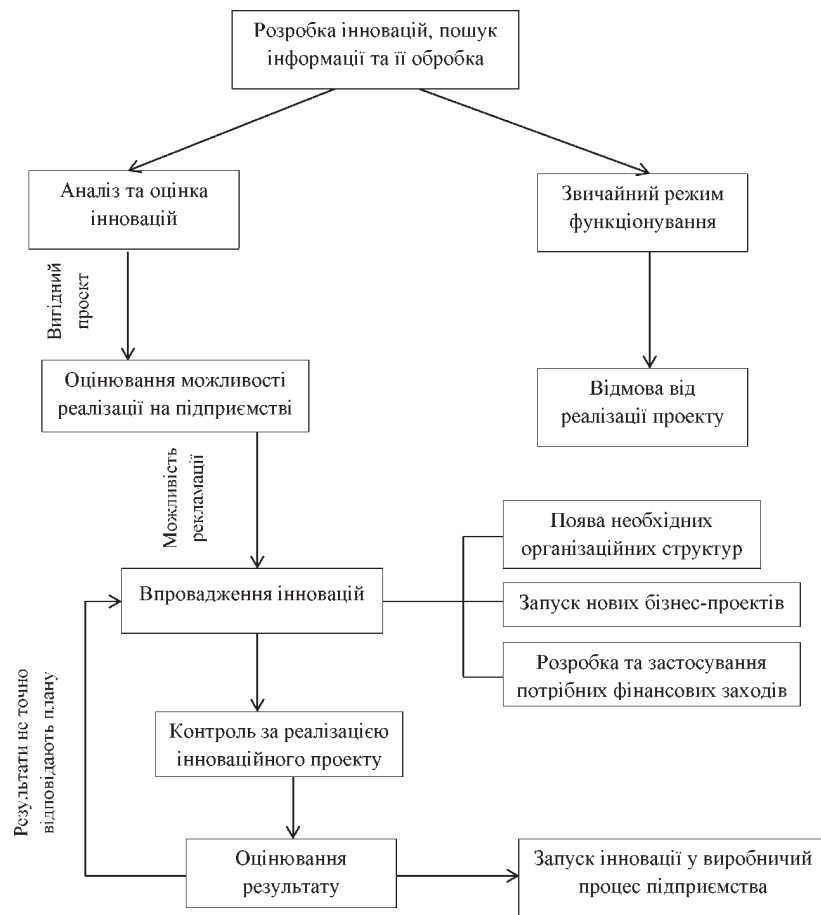 Розробка інновацій, пошук
інформації та її обробка
Аналіз та оцінка
інновацій
Звичайний режим
функціонування
Вигідний
проєкт
Оцінювання можливості
реалізації на підприємстві
Відмова від
реалізації проекту
Можливість
рекламації
Поява необхідних
організаційних структур
Впровадження інновацій
Запуск нових бізнес-проектів
Розробка та застосування
потрібних фінансових заходів
Результати не точно
відповідають плану
Контроль за реалізацією
інноваційного проекту
Оцінювання
результату
Запуск інновації у виробничий
процес підприємства